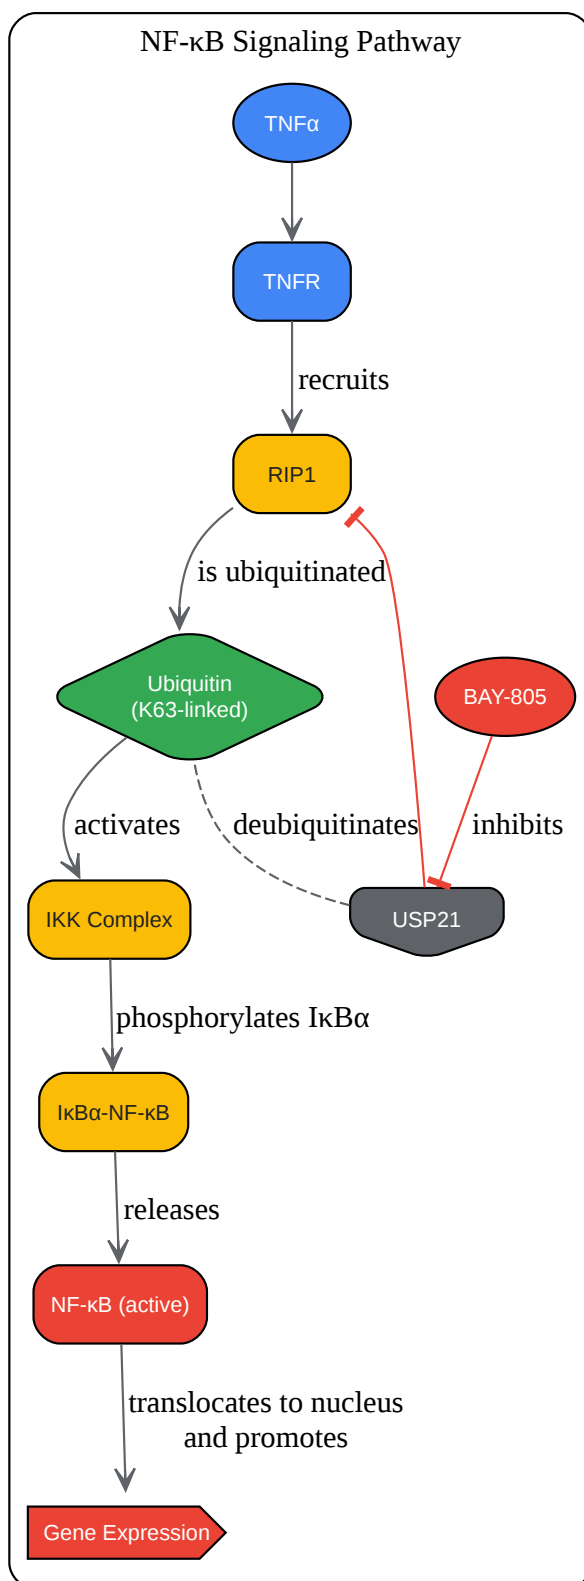 NF-κB Signaling Pathway
TNFα
TNFR
recruits
RIP1
is ubiquitinated
Ubiquitin
(K63-linked)
BAY-805
activates
deubiquitinates
inhibits
IKK Complex
USP21
phosphorylates IκBα
IκBα-NF-κB
releases
NF-κB (active)
translocates to nucleus
and promotes
Gene Expression